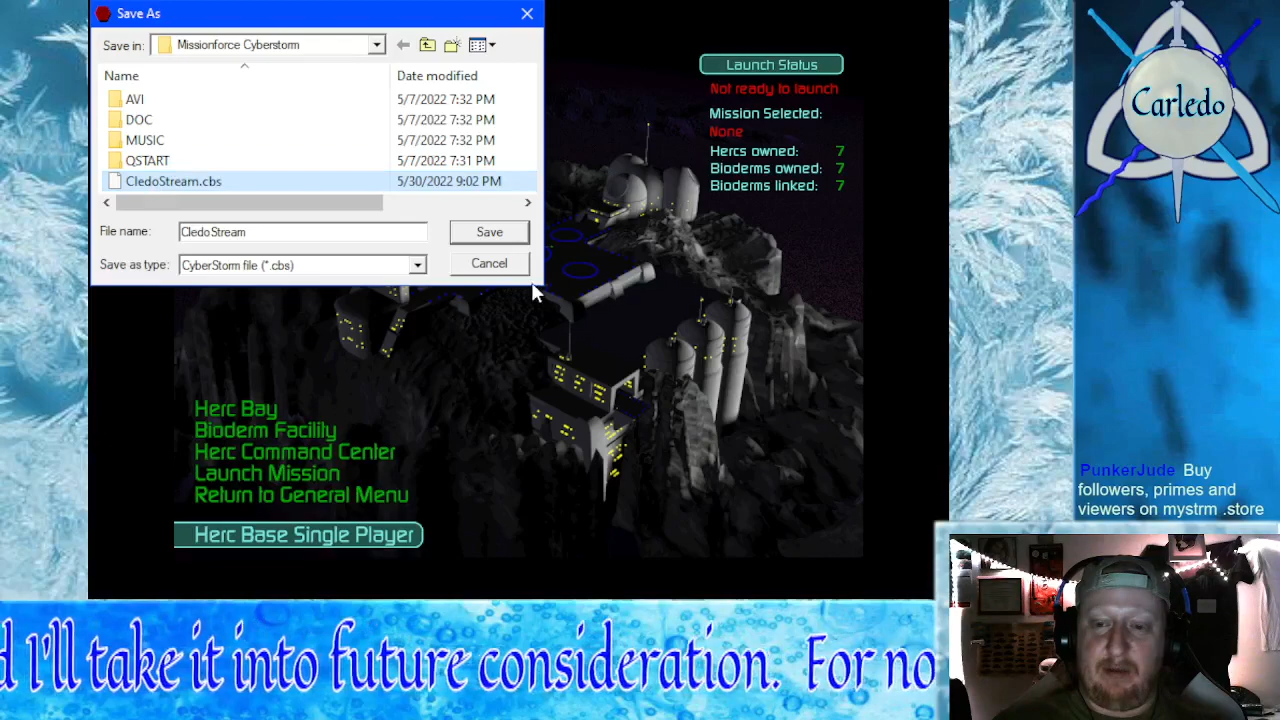 Save As
Save in: Missionforce Cyberstorm
Name Date modified
AVI 5/7/2022 7:32 PM
DOC 5/7/2022 7:32 PM
MUSIC 5/7/2022 7:32 PM
QSTART 5/7/2022 7:31 PM
CledoStream.cbs 5/30/2022 9:02 PM
File name: CledoStream Save
Save as type: CyberStorm file (*.cbs) Cancel
Launch Status
Not ready to launch
Mission Selected:
None
Hercs owned: 7
Bioderms owned: 7
Bioderms linked: 7
Herc Bay
Bioderm Facility
Herc Command Center
Launch Mission
Return to General Menu
Herc Base Single Player
Carledo
PunkerJude Buy
followers, primes and
viewers on mystrm .store
d I'll take it into future consideration. For no